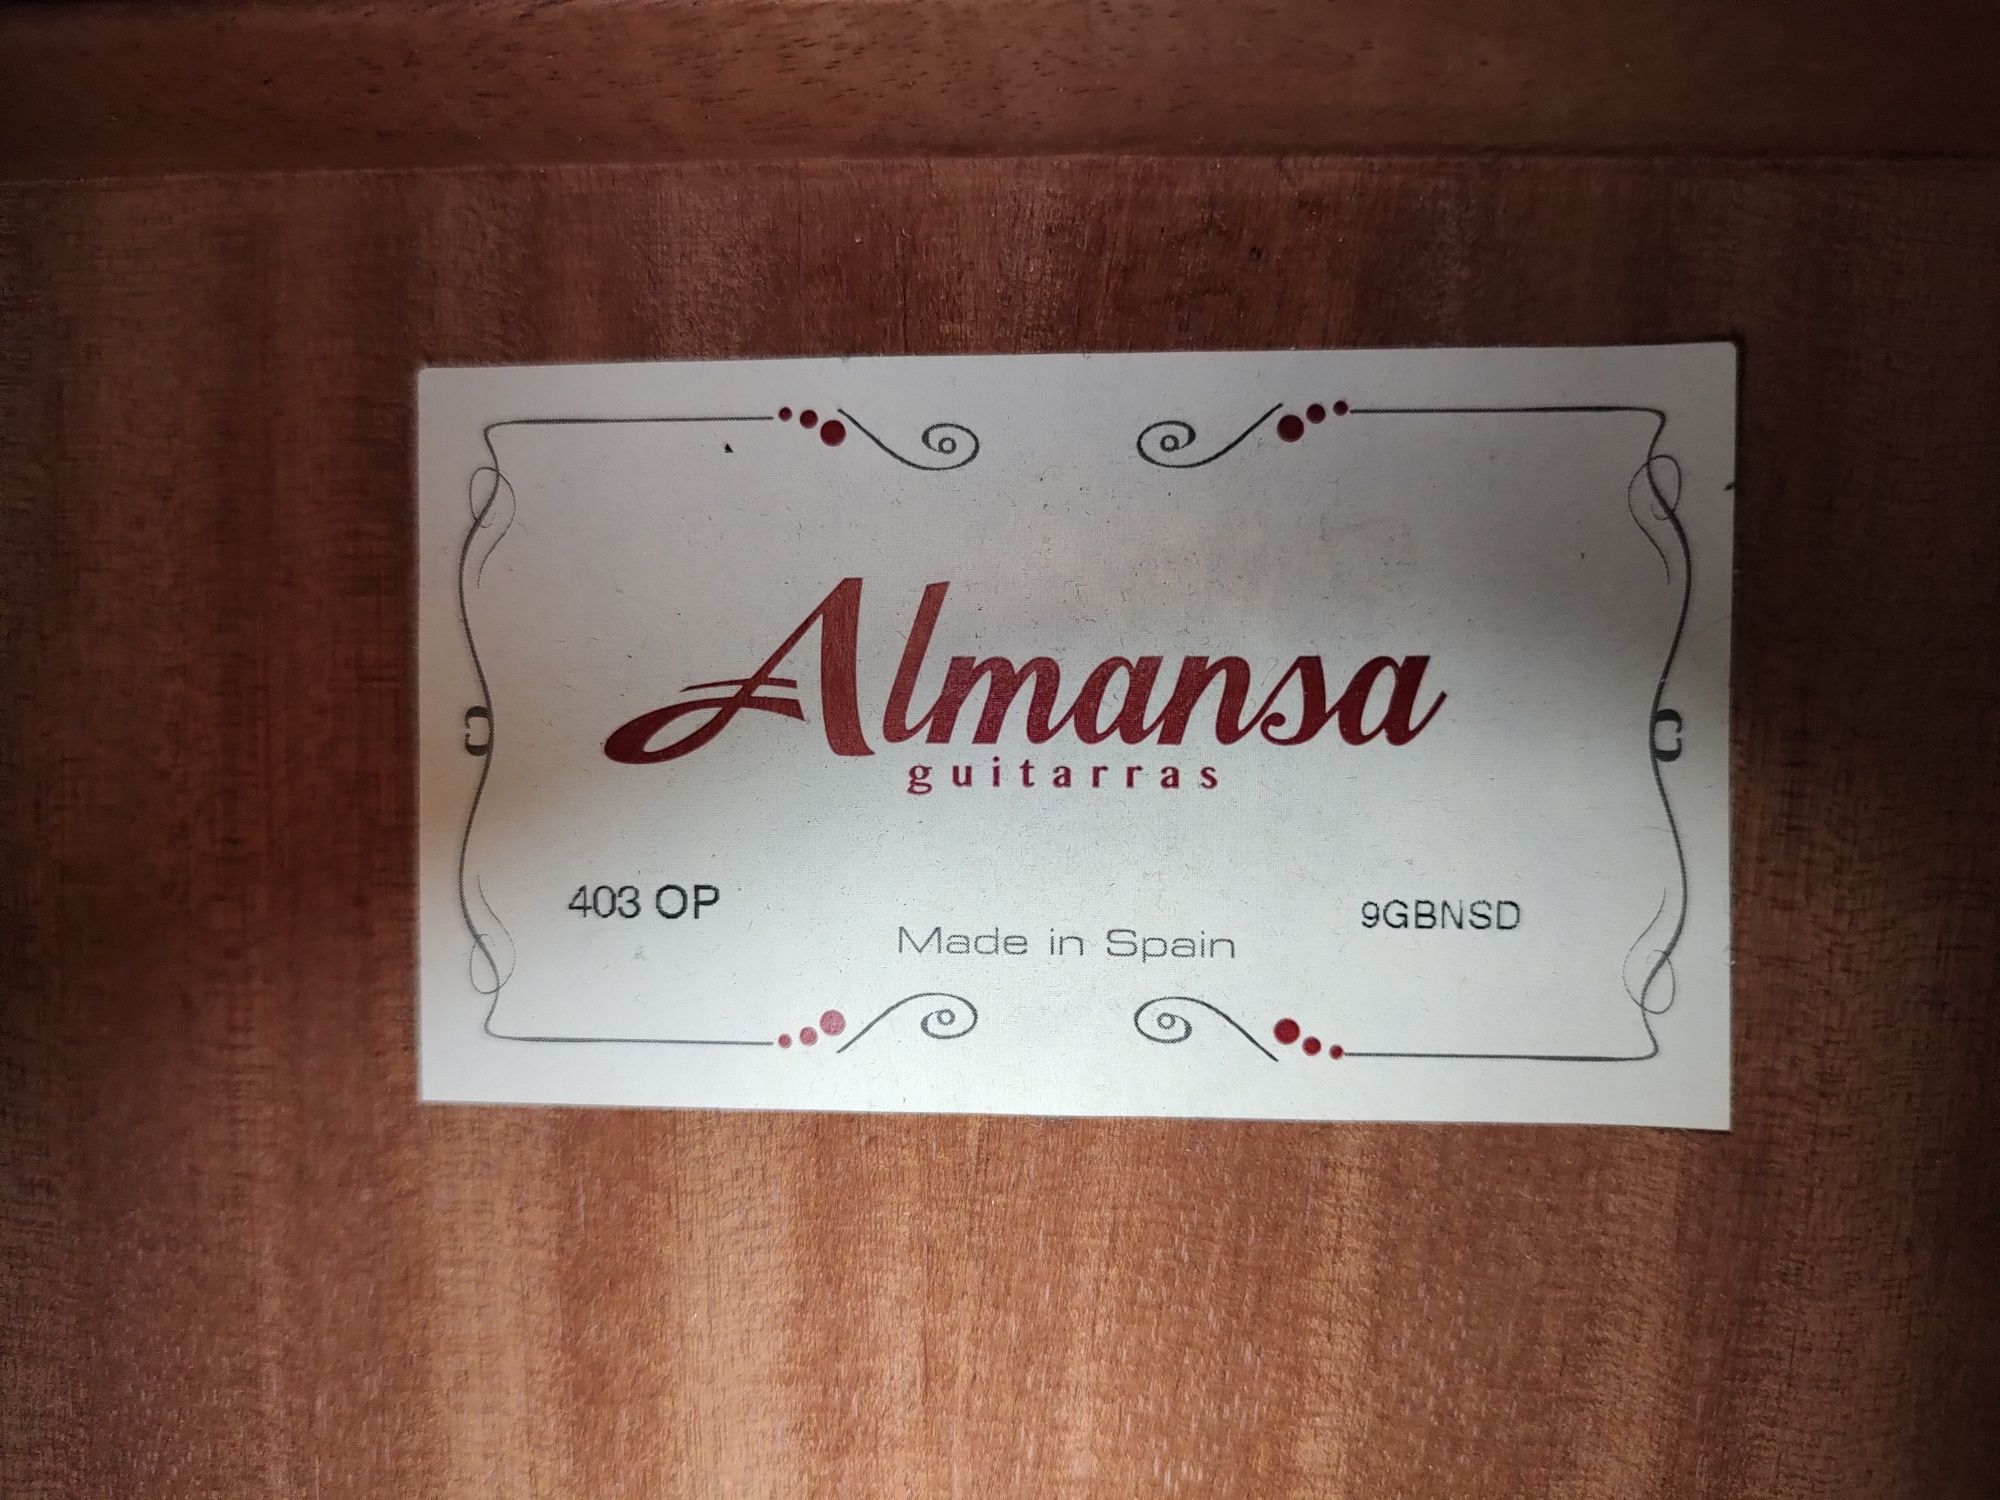 Almansa
guitarras
403 OP
Made in Spain
9GBNSD